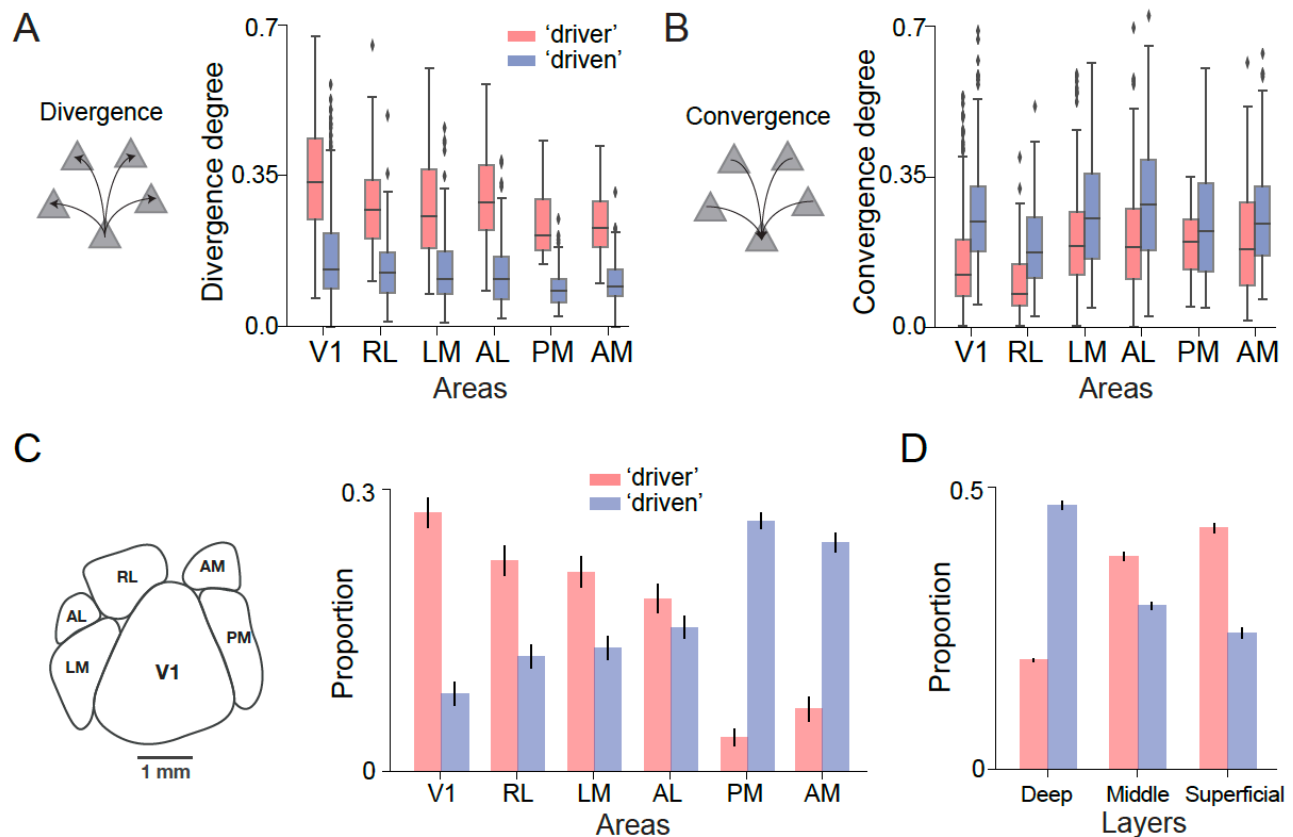 A
Divergence
Divergence degree
0.7
0.35
0.0
'driver'
'driven'
V1 RL LM AL PM AM
Areas
B
Convergence
Convergence degree
0.7
0.35
0.0
V1 RL LM AL PM AM
Areas
C
RL
AM
AL
PM
LM
V1
1 mm
Proportion
0.3
0
'driver'
'driven'
V1 RL LM AL PM AM
Areas
D
Proportion
0.5
0
Deep Middle Superficial
Layers